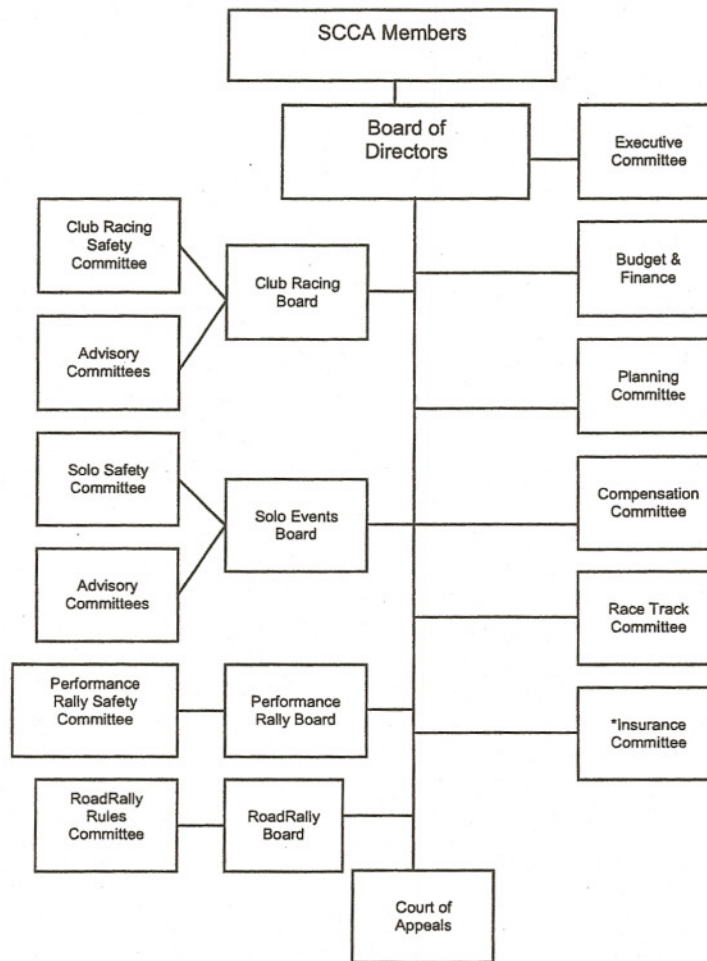 SCCA Members
Board of
Directors
Executive
Committee
Club Racing
Safety
Committee
Club Racing
Board
Budget &
Finance
Advisory
Committees
Planning
Committee
Solo Safety
Committee
Solo Events
Board
Compensation
Committee
Advisory
Committees
Race Track
Committee
Performance
Rally Safety
Committee
Performance
Rally Board
*Insurance
Committee
RoadRally
Rules
Committee
RoadRally
Board
Court of
Appeals